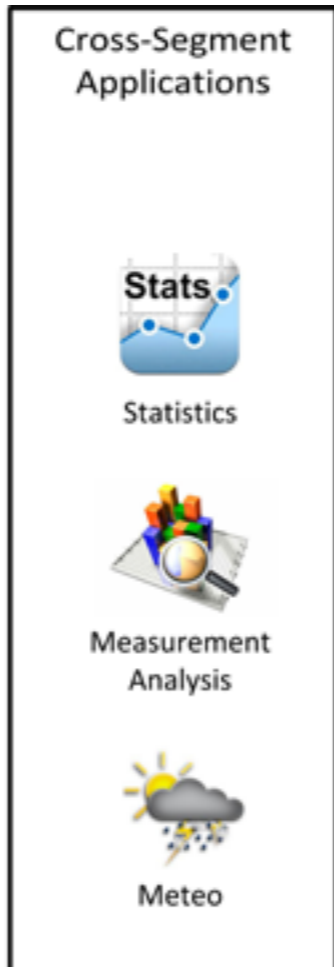 Cross-Segment
Applications
Stats
Statistics
Measurement
Analysis
Meteo